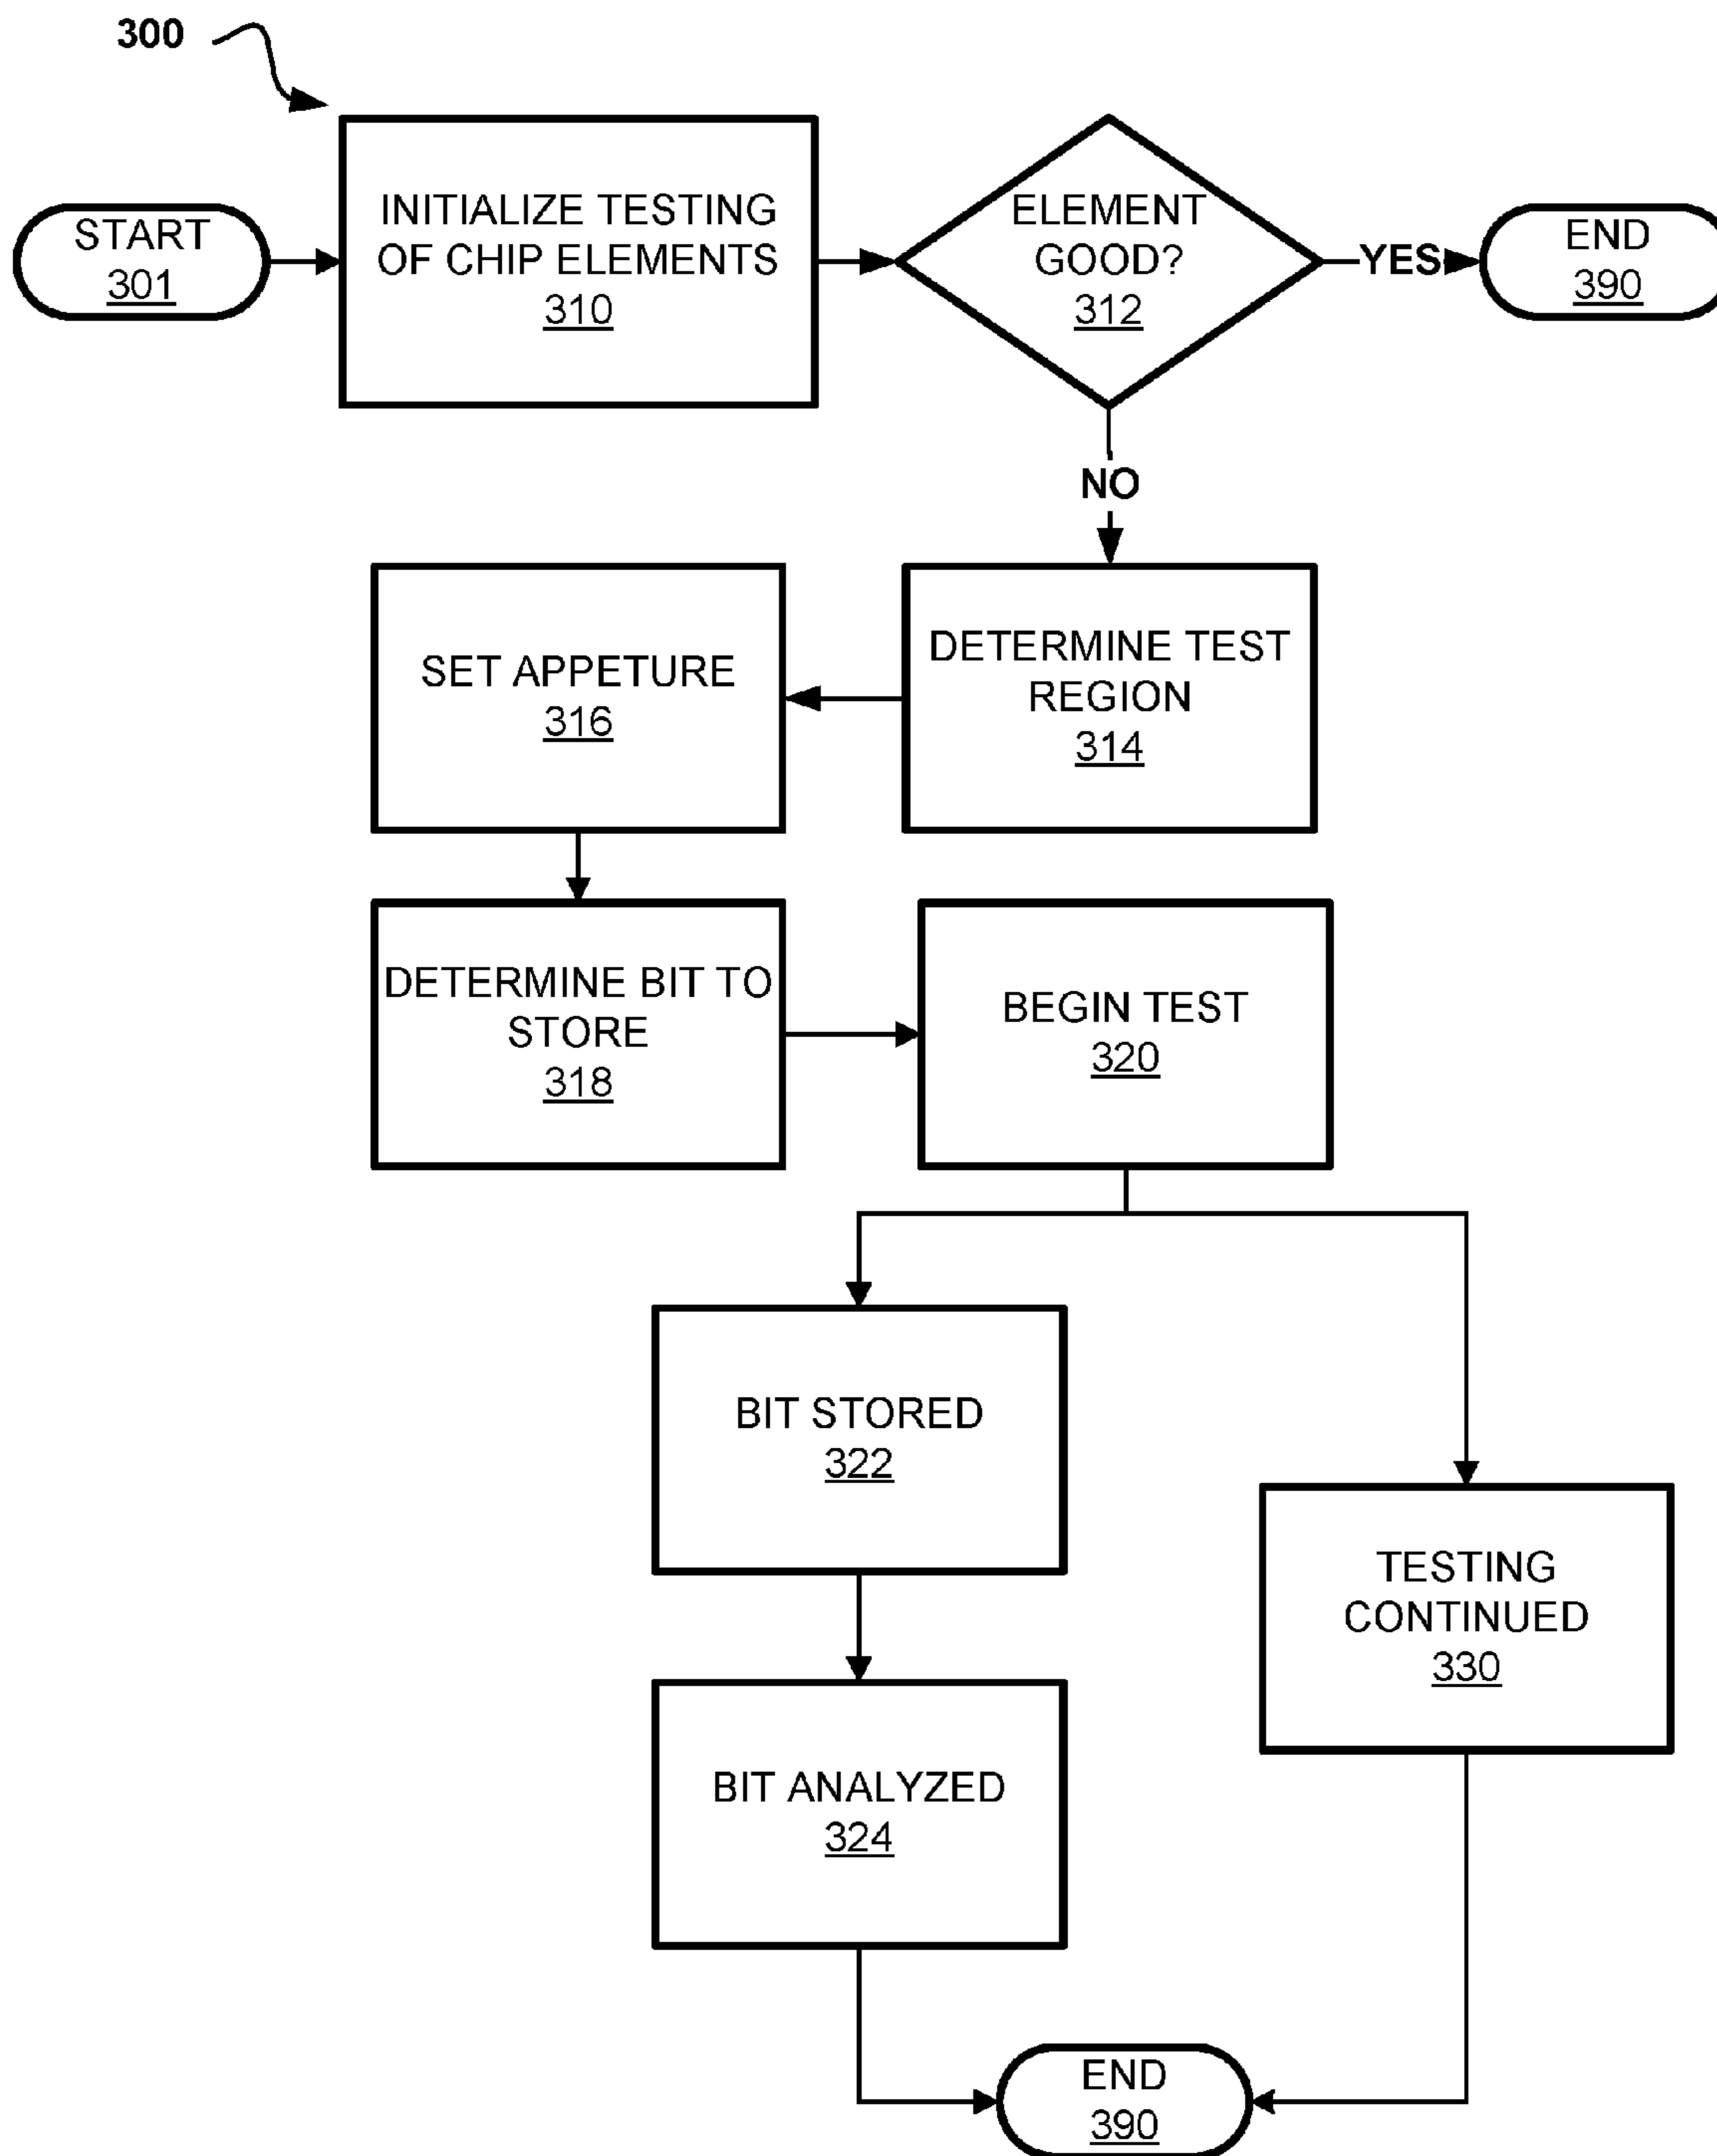 300
START
301
INITIALIZE TESTING
OF CHIP ELEMENTS
310
ELEMENT
GOOD?
312
YES
END
390
NO
DETERMINE TEST
REGION
314
SET APPETURE
316
DETERMINE BIT TO
STORE
318
BEGIN TEST
320
BIT STORED
322
TESTING
CONTINUED
330
BIT ANALYZED
324
END
390